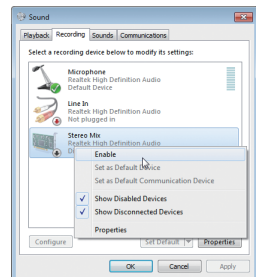 Sound
Playback Recording Sounds Communications
Select a recording device below to modify its settings:
Microphone
Realtek High Definition Audio
Default Device
Line In
Realtek High Definition Audio
Not plugged in
Stereo Mix
Realtek High Definition Audio
Enable
Set as Default Device
Set as Default Communication Device
Show Disabled Devices
Show Disconnected Devices
Properties
Configure Set Default Properties
OK Cancel Apply